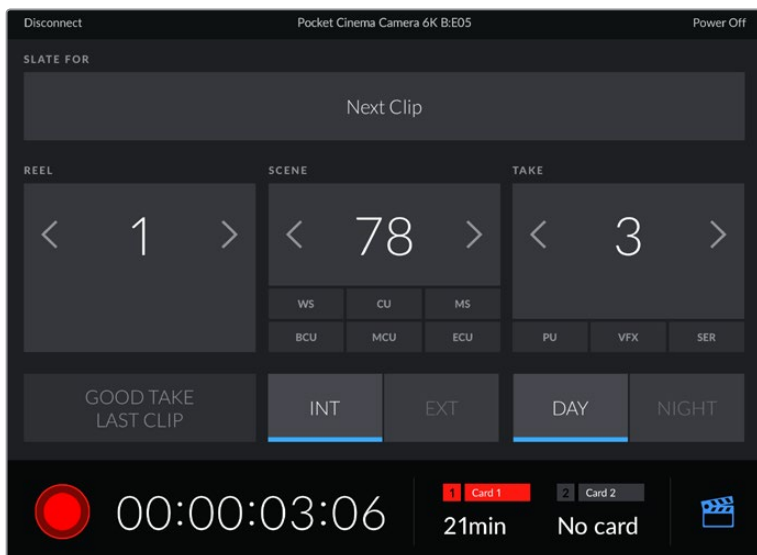 Disconnect Pocket Cinema Camera 6K B:E05 Power Off
SLATE FOR
Next Clip
REEL SCENE TAKE
< 1 > < 78 > < 3 >
WS CU MS
BCU MCU ECU PU VFX SER
GOOD TAKE
LAST CLIP
INT EXT DAY NIGHT
00:00:03:06
1 Card 1 2 Card 2
21min No card